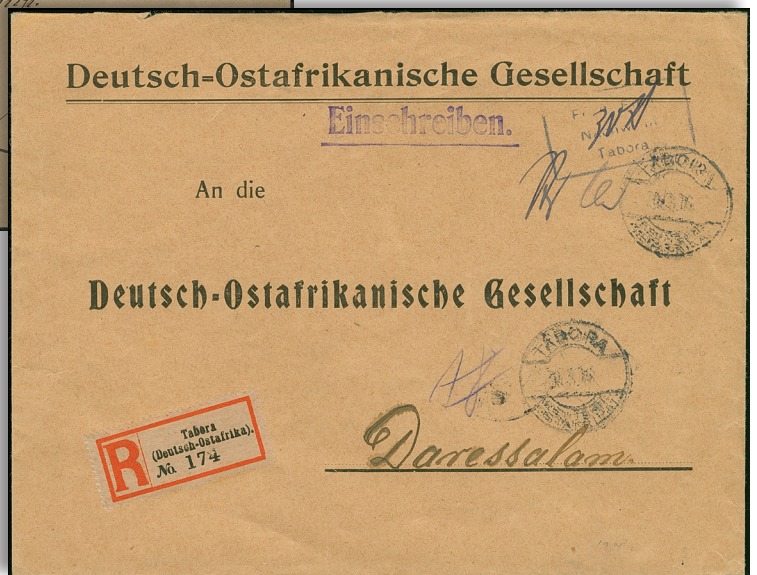 Deutsch=Ostafrikanische Gesellschaft
Einschreiben.
Tabora
TABORA
An die
Deutsch=Ostafrikanische Gesellschaft
TABORA
R
Tabora
(Deutsch-Ostafrika).
No. 174
Daressalam.